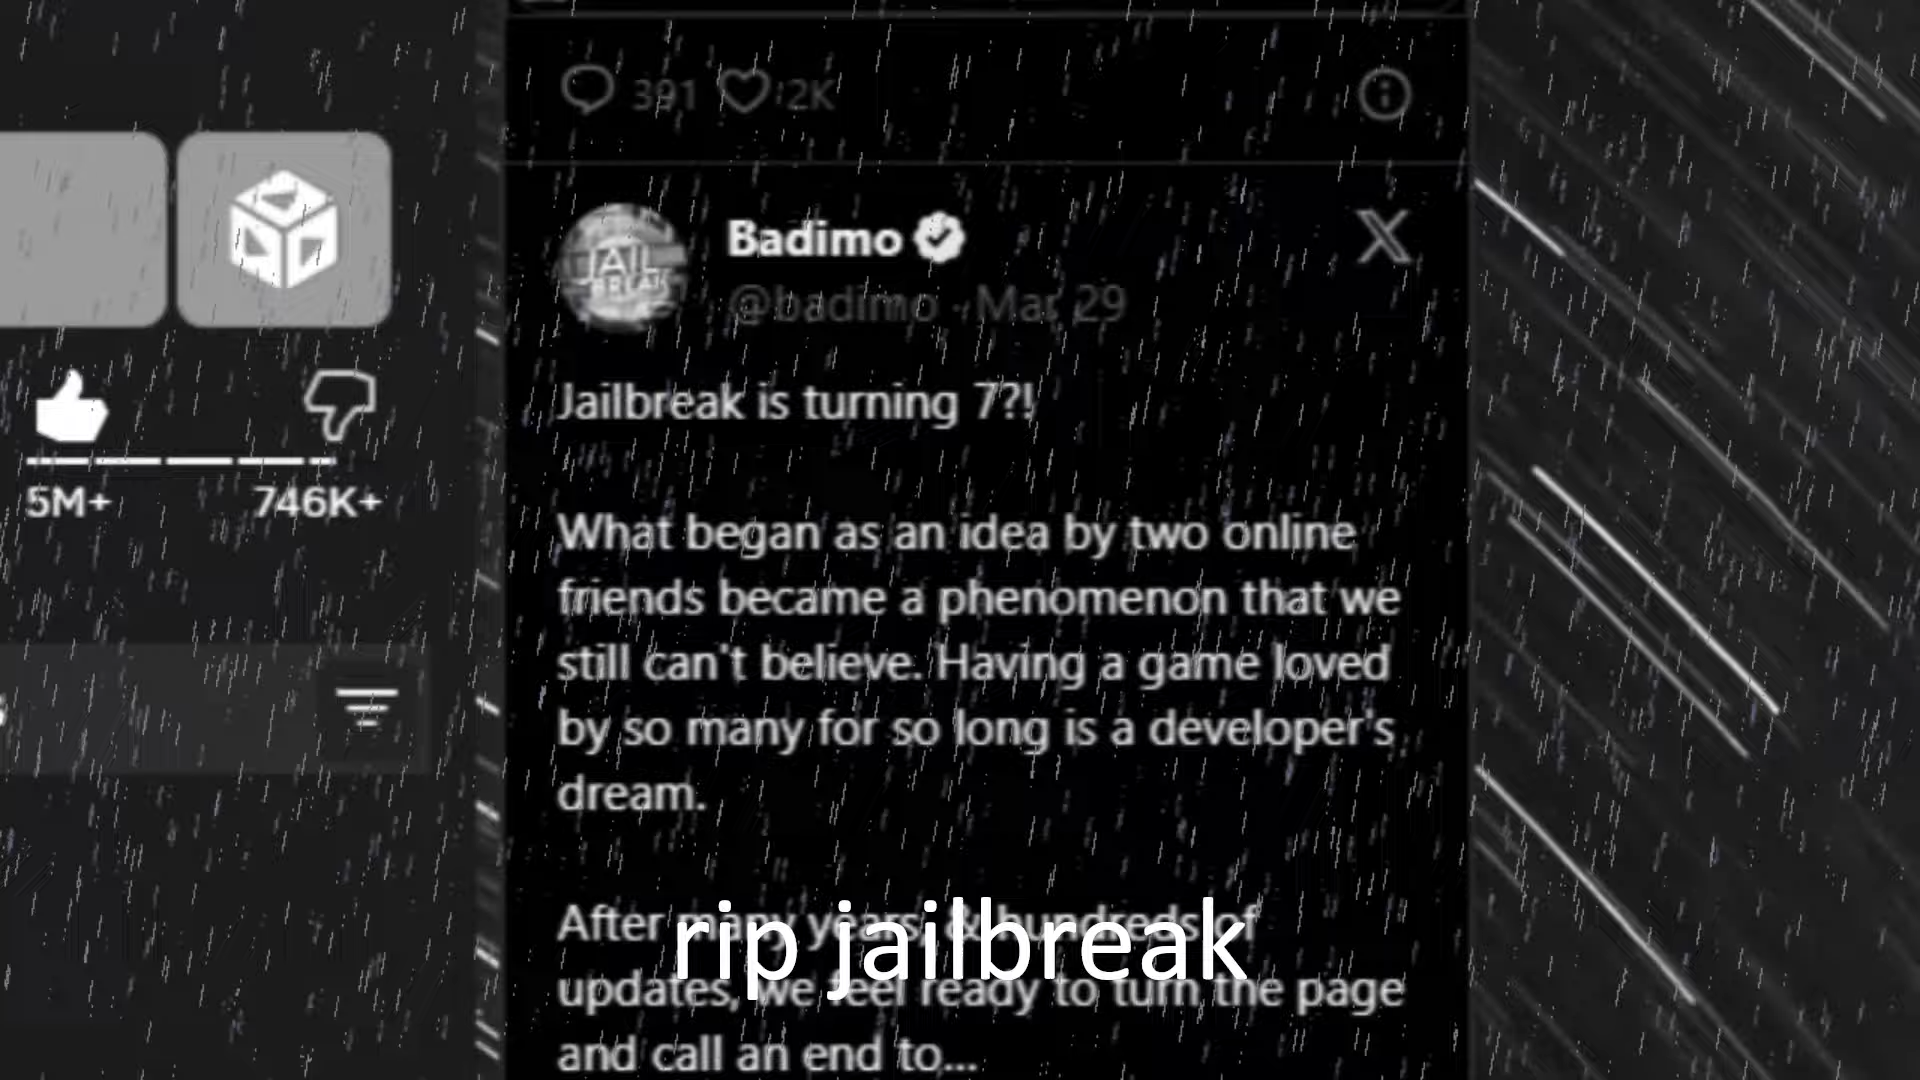 391 2K
5M+ 746K+
JAIL
BREAK
Badimo
@badimo · Mar 29
Jailbreak is turning 7?!
What began as an idea by two online
friends became a phenomenon that we
still can't believe. Having a game loved
by so many for so long is a developer's
dream.
After many years, & hundreds of
updates, we feel ready to turn the page
and call an end to...
rip jailbreak